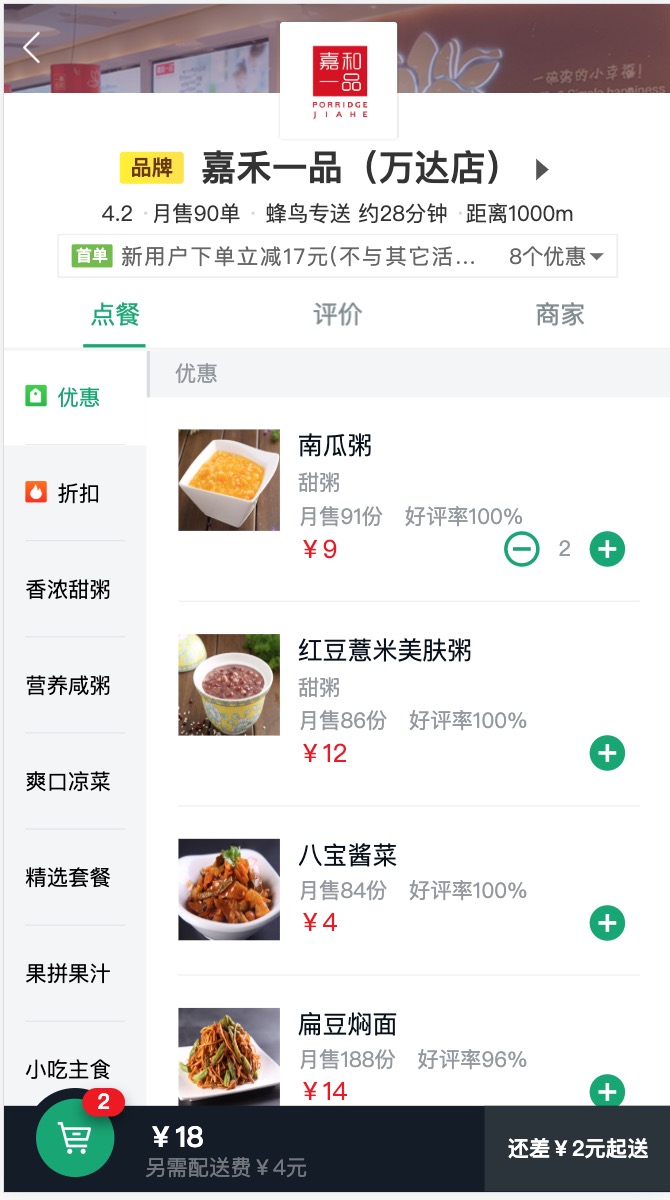 一碗粥的小幸福!
嘉和
一品
PORRIDGE
JIAHE
品牌 嘉禾一品（万达店）
4.2 · 月售90单 · 蜂鸟专送 约28分钟 · 距离1000m
首单 新用户下单立减17元(不与其它活... 8个优惠
点餐 评价 商家
优惠
优惠
折扣
香浓甜粥
营养咸粥
爽口凉菜
精选套餐
果拼果汁
小吃主食
南瓜粥
甜粥
月售91份 好评率100%
￥9
2
红豆薏米美肤粥
甜粥
月售86份 好评率100%
￥12
八宝酱菜
月售84份 好评率100%
￥4
扁豆焖面
月售188份 好评率96%
￥14
2
￥18
另需配送费￥4元
还差￥2元起送